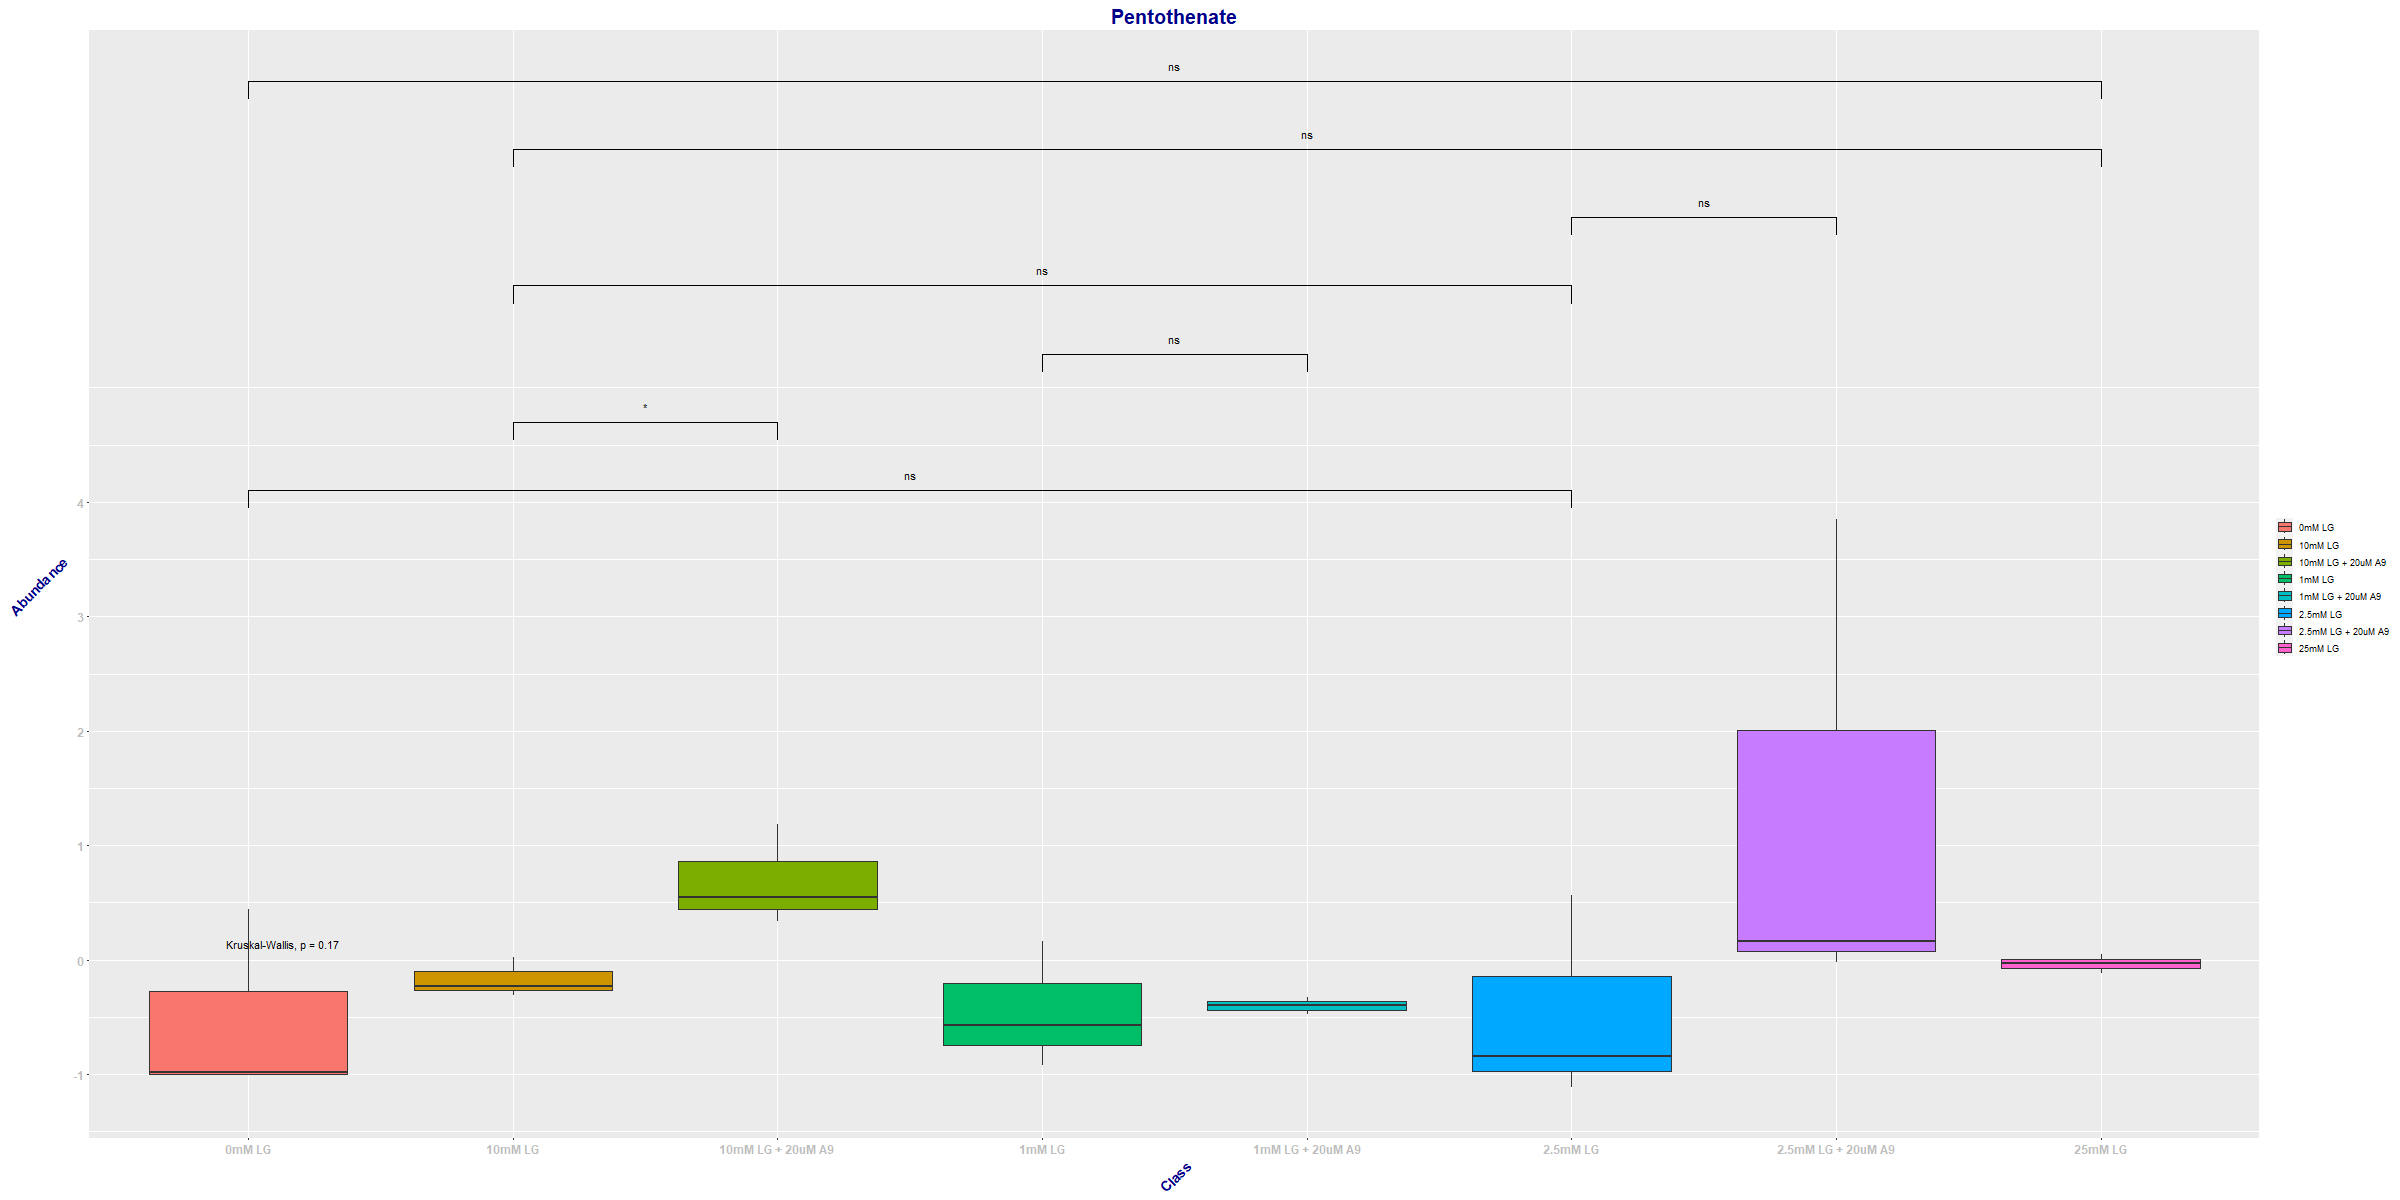 Pentothenate
ns
ns
ns
ns
ns
*
ns
Abundance
4
3
2
1
0
-1
Kruskal-Wallis, p = 0.17
0mM LG
10mM LG
10mM LG + 20uM A9
1mM LG
1mM LG + 20uM A9
2.5mM LG
2.5mM LG + 20uM A9
25mM LG
Class
0mM LG
10mM LG
10mM LG + 20uM A9
1mM LG
1mM LG + 20uM A9
2.5mM LG
2.5mM LG + 20uM A9
25mM LG